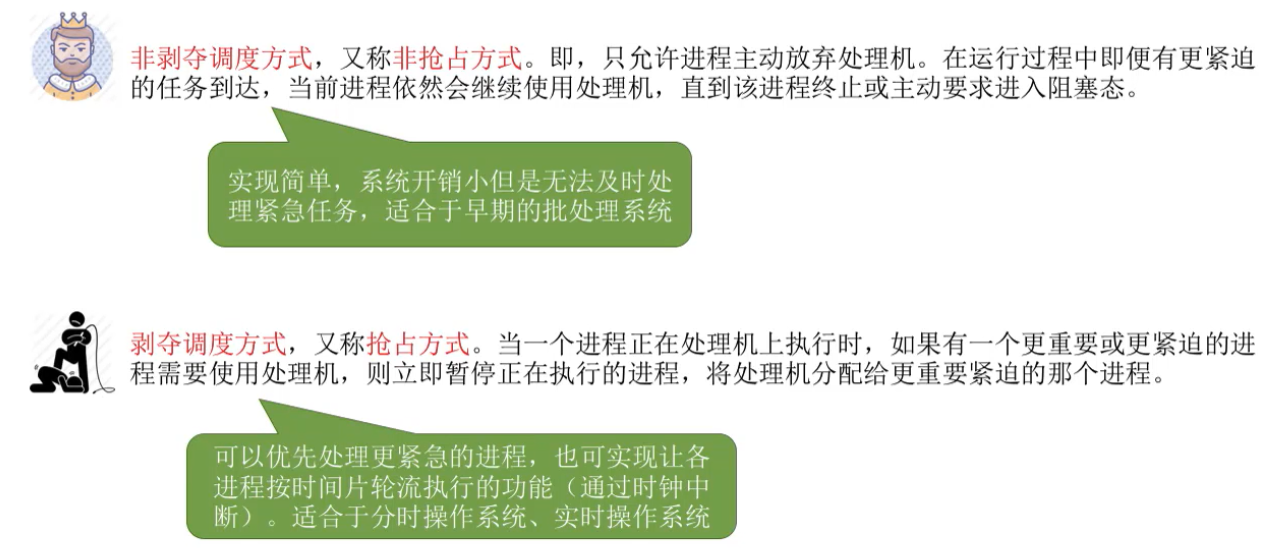 非剥夺调度方式，又称非抢占方式。即，只允许进程主动放弃处理机。在运行过程中即便有更紧迫
的任务到达，当前进程依然会继续使用处理机，直到该进程终止或主动要求进入阻塞态。
实现简单，系统开销小但是无法及时处
理紧急任务，适合于早期的批处理系统
剥夺调度方式，又称抢占方式。当一个进程正在处理机上执行时，如果有一个更重要或更紧迫的进
程需要使用处理机，则立即暂停正在执行的进程，将处理机分配给更重要紧迫的那个进程。
可以优先处理更紧急的进程，也可实现让各
进程按时间片轮流执行的功能（通过时钟中
断）。适合于分时操作系统、实时操作系统